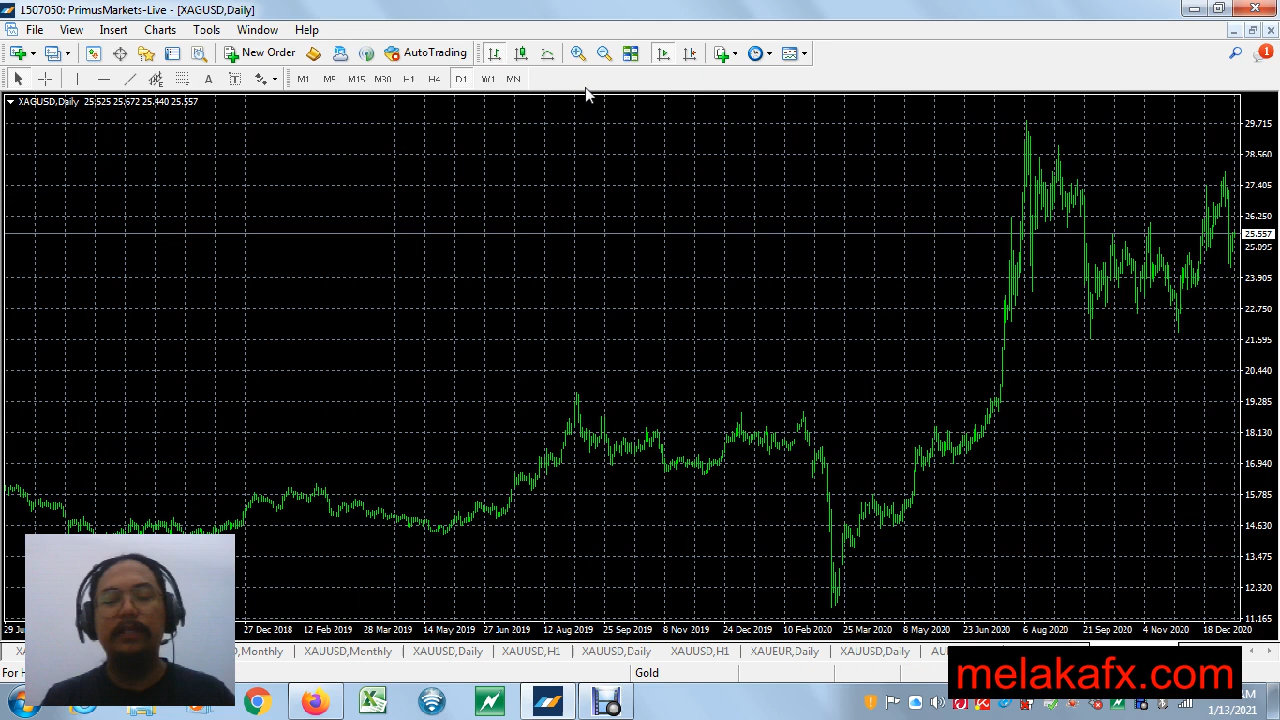 1507050: PrimusMarkets-Live - [XAGUSD,Daily]
File View Insert Charts Tools Window Help
New Order AutoTrading 1
A T M1 M5 M15 M30 H1 H4 D1 W1 MN
XAGUSD,Daily 25.525 25.672 25.440 25.557
29.715
28.560
27.405
26.250
25.557
25.095
23.905
22.750
21.595
20.440
19.285
18.130
16.940
15.785
14.630
13.475
12.320
11.165
27 Dec 2018 12 Feb 2019 28 Mar 2019 14 May 2019 27 Jun 2019 12 Aug 2019 25 Sep 2019 8 Nov 2019 24 Dec 2019 10 Feb 2020 25 Mar 2020 8 May 2020 23 Jun 2020 6 Aug 2020 21 Sep 2020 4 Nov 2020 18 Dec 2020
XAUUSD,Monthly XAUUSD,Daily XAUUSD,H1 XAUUSD,Daily XAGUSD,H1 XAUEUR,Daily XAGUSD,Daily
Gold
melakafx.com
1/13/2021